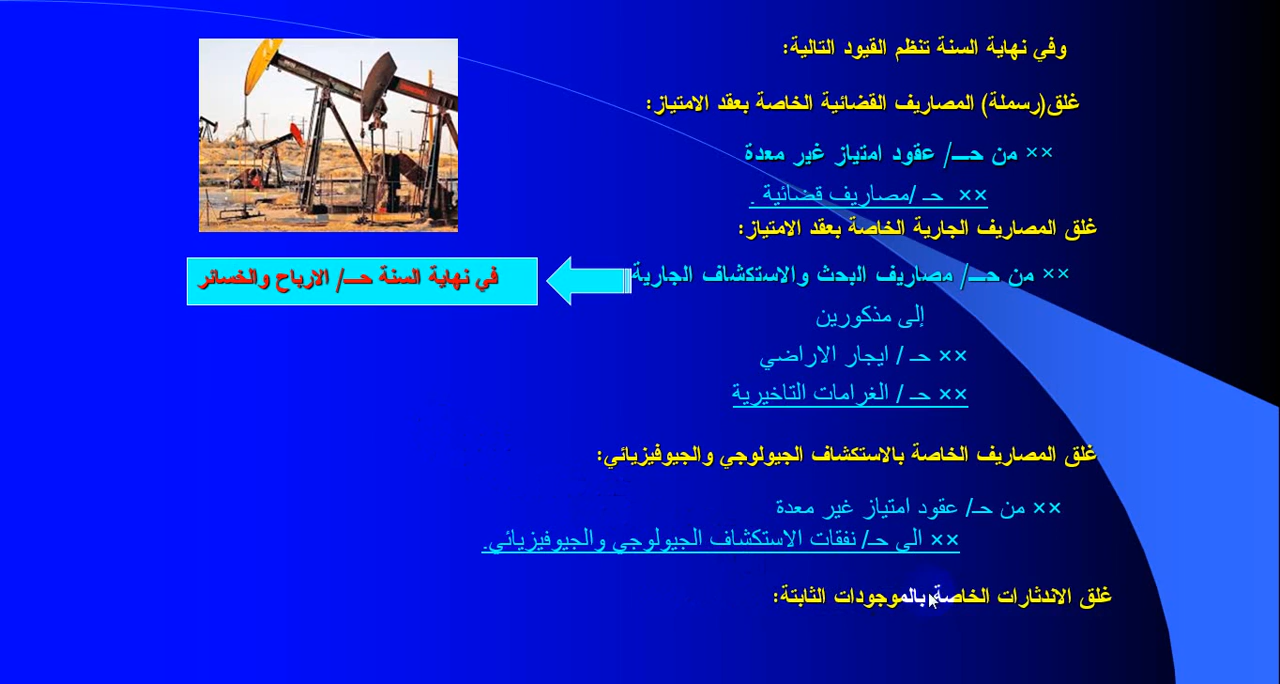 وفي نهاية السنة تنظم القيود التالية:
غلق(رسملة) المصاريف القضائية الخاصة بعقد الامتياز:
×× من حــ/ عقود امتياز غير معدة
×× حـ /مصاريف قضائية .
غلق المصاريف الجارية الخاصة بعقد الامتياز:
×× من حــ/ مصاريف البحث والاستكشاف الجارية
في نهاية السنة حــ/ الارباح والخسائر
إلى مذكورين
×× حـ / ايجار الاراضي
×× حـ / الغرامات التاخيرية
غلق المصاريف الخاصة بالاستكشاف الجيولوجي والجيوفيزيائي:
×× من حـ/ عقود امتياز غير معدة
×× الى حـ/ نفقات الاستكشاف الجيولوجي والجيوفيزيائي.
غلق الاندثارات الخاصة بالموجودات الثابتة: